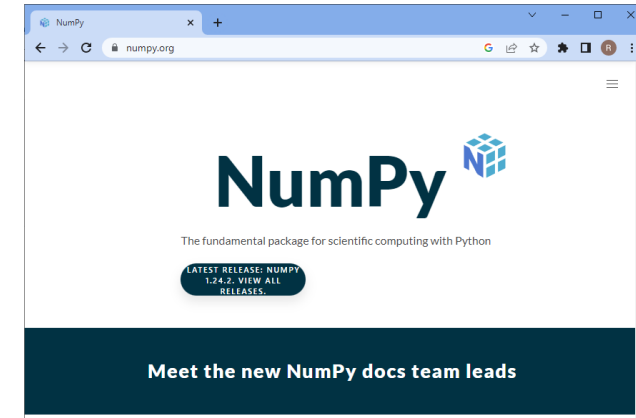 NumPy
numpy.org
R
NumPy
The fundamental package for scientific computing with Python
LATEST RELEASE: NUMPY
1.24.2. VIEW ALL
RELEASES.
Meet the new NumPy docs team leads